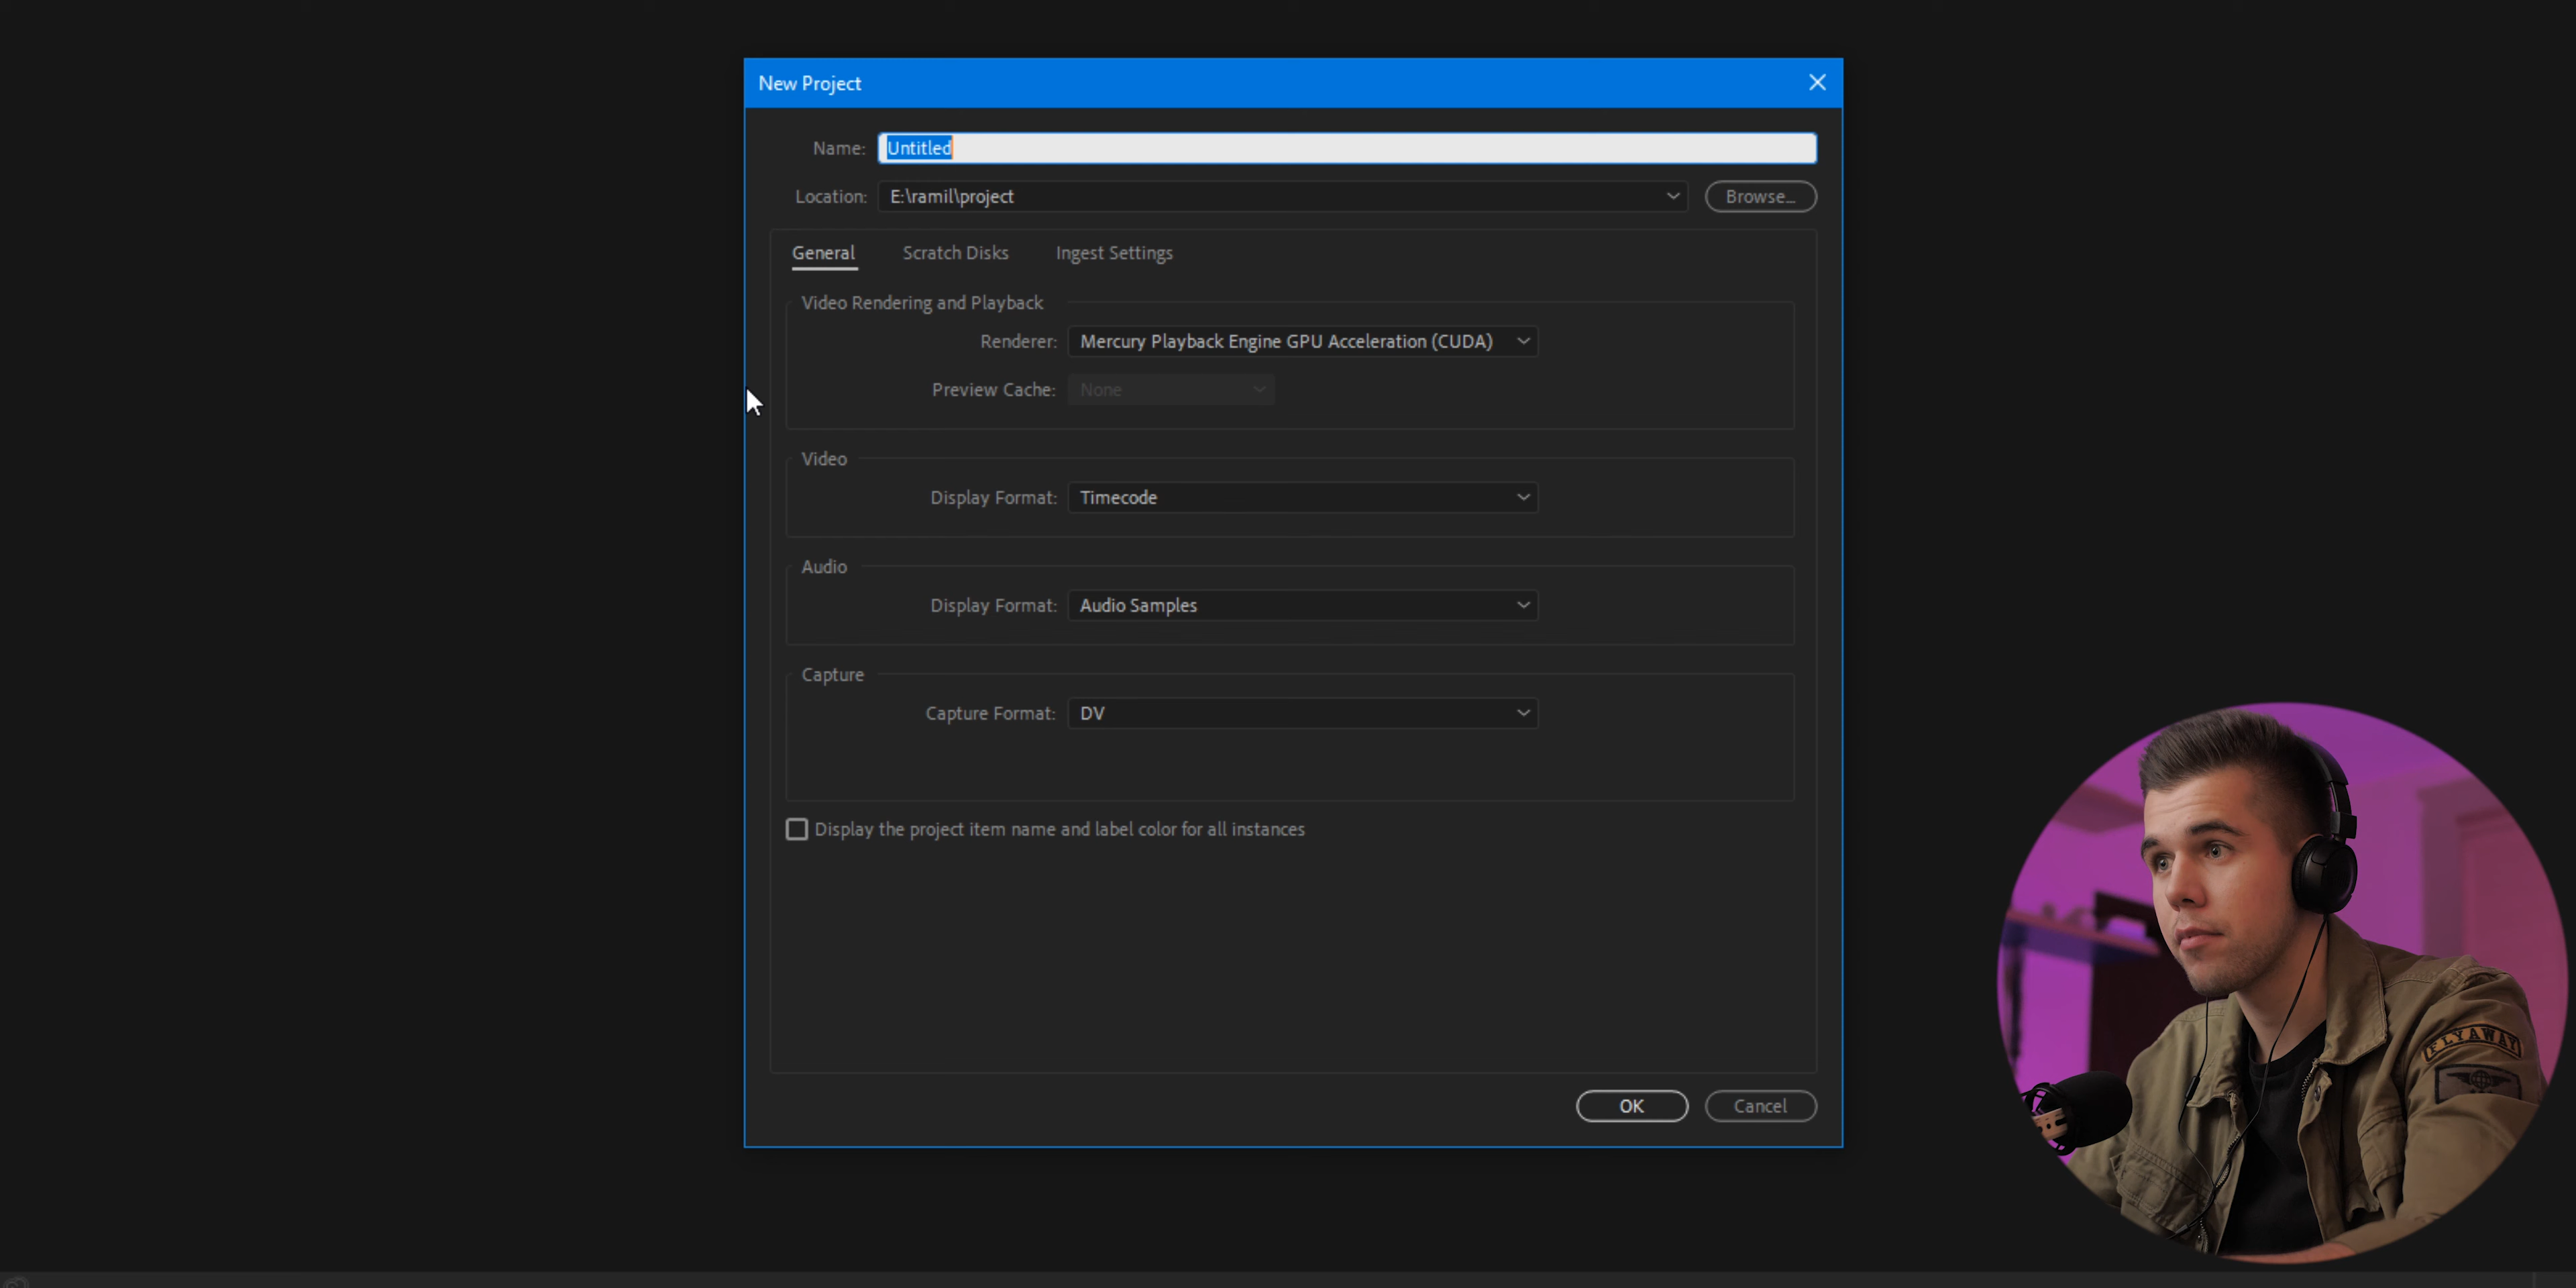 New Project
Name: Untitled
Location: E:\ramil\project Browse...
General Scratch Disks Ingest Settings
Video Rendering and Playback
Renderer: Mercury Playback Engine GPU Acceleration (CUDA)
Preview Cache: None
Video
Display Format: Timecode
Audio
Display Format: Audio Samples
Capture
Capture Format: DV
Display the project item name and label color for all instances
OK Cancel
FLYAWAY